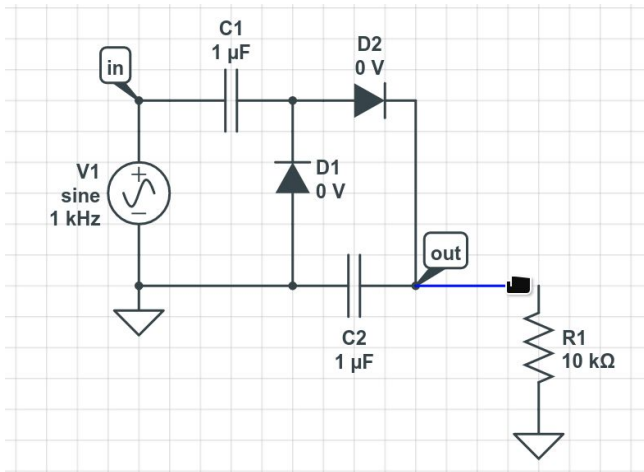 C1
1 µF
D2
0 V
in
V1
sine
1 kHz
+
−
D1
0 V
out
C2
1 µF
R1
10 kΩ